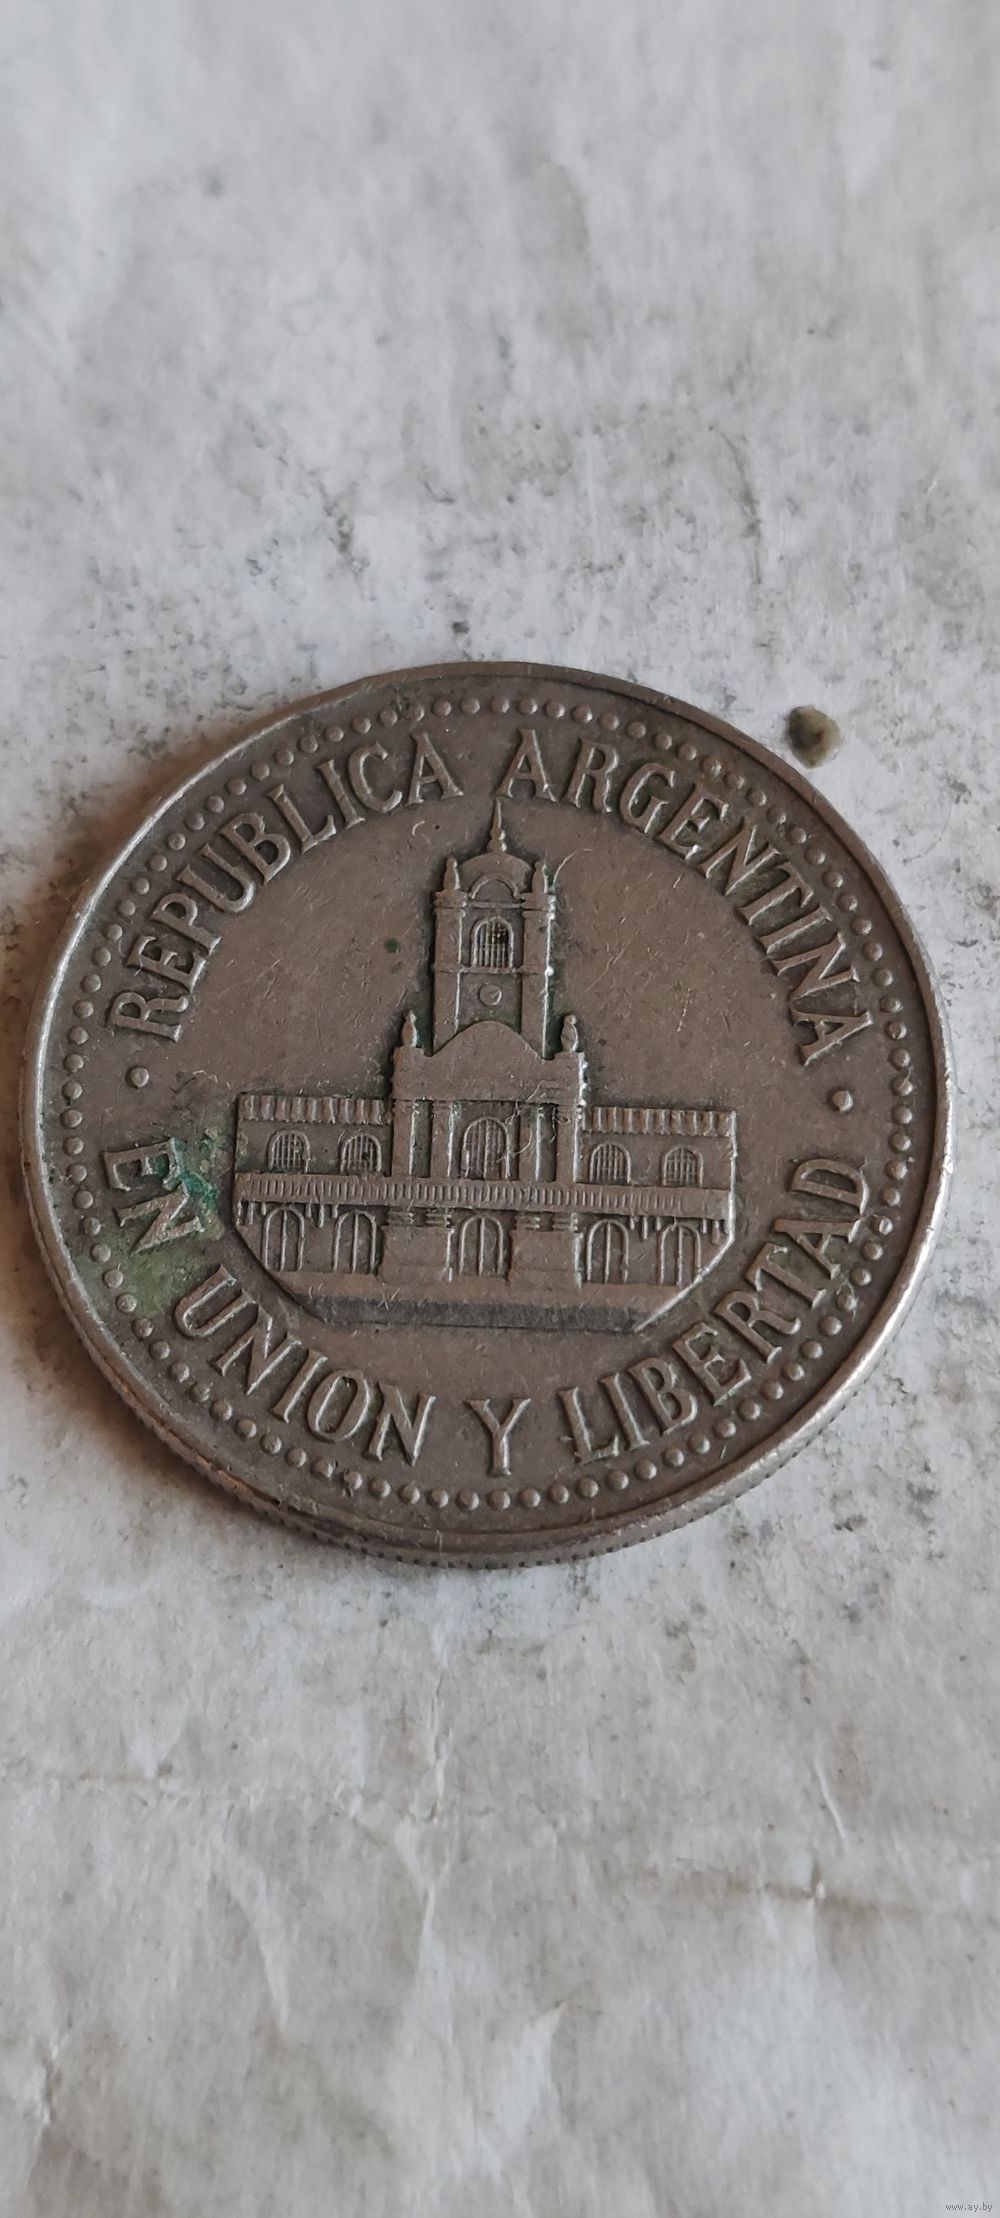 · REPUBLICA ARGENTINA ·
EN UNION Y LIBERTAD
www.ay.by